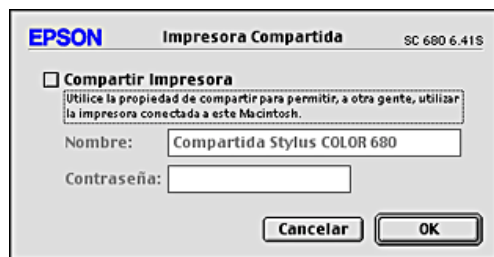 EPSON Impresora Compartida SC 680 6.41S
Compartir Impresora
Utilice la propiedad de compartir para permitir, a otra gente, utilizar
la impresora conectada a este Macintosh.
Nombre: Compartida Stylus COLOR 680
Contraseña:
Cancelar OK